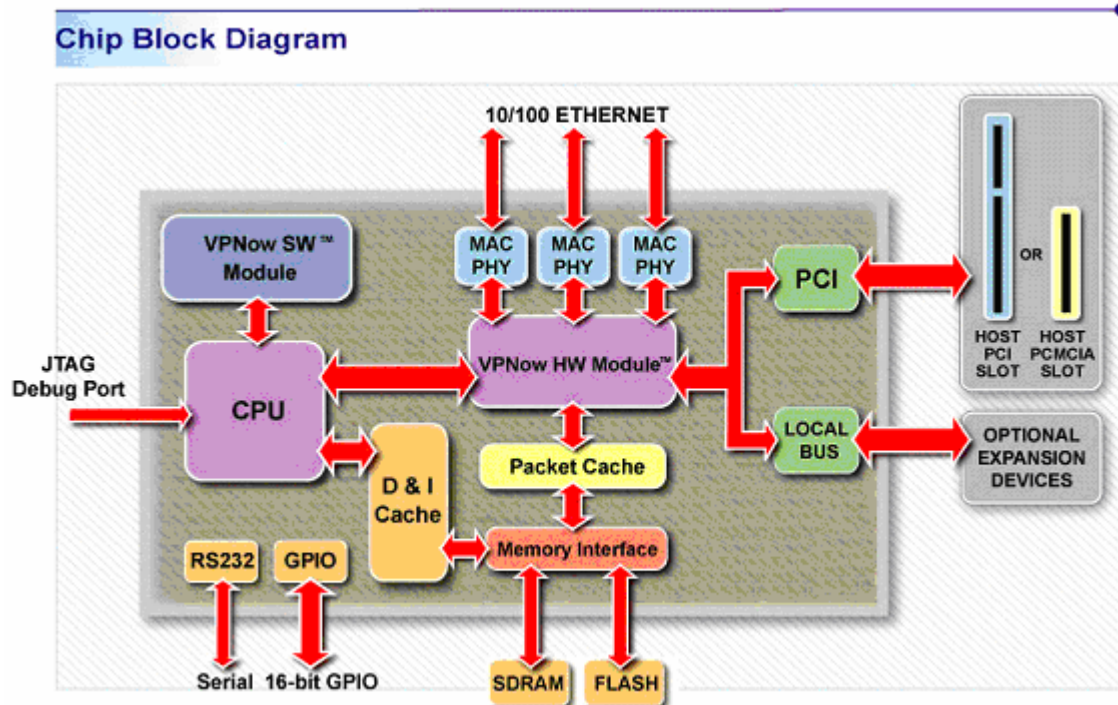 Chip Block Diagram
10/100 ETHERNET
VPNow SW™
Module
MAC
PHY
MAC
PHY
MAC
PHY
PCI
OR
HOST
PCI
SLOT
HOST
PCMCIA
SLOT
JTAG
Debug Port
CPU
VPNow HW Module™
LOCAL
BUS
OPTIONAL
EXPANSION
DEVICES
D & I
Cache
Packet Cache
Memory Interface
RS232
GPIO
Serial
16-bit GPIO
SDRAM
FLASH